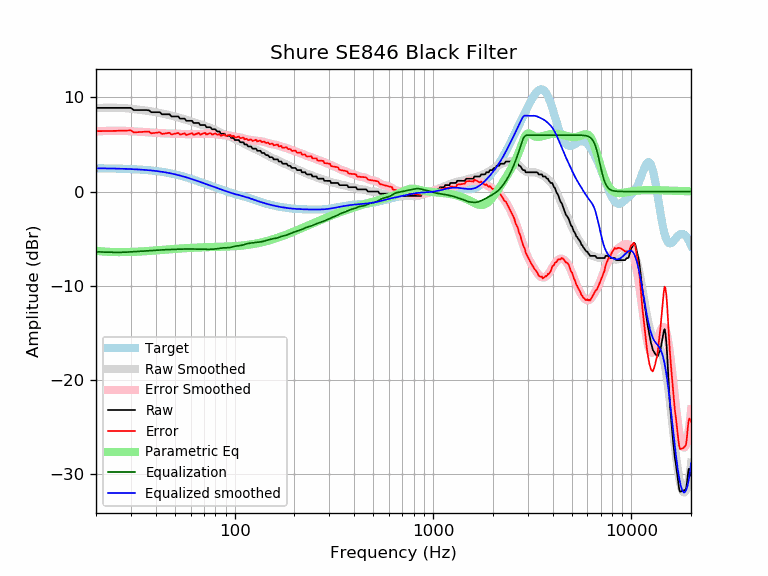 Shure SE846 Black Filter
Amplitude (dBr)
10
0
−10
−20
−30
Target
Raw Smoothed
Error Smoothed
Raw
Error
Parametric Eq
Equalization
Equalized smoothed
100
1000
10000
Frequency (Hz)